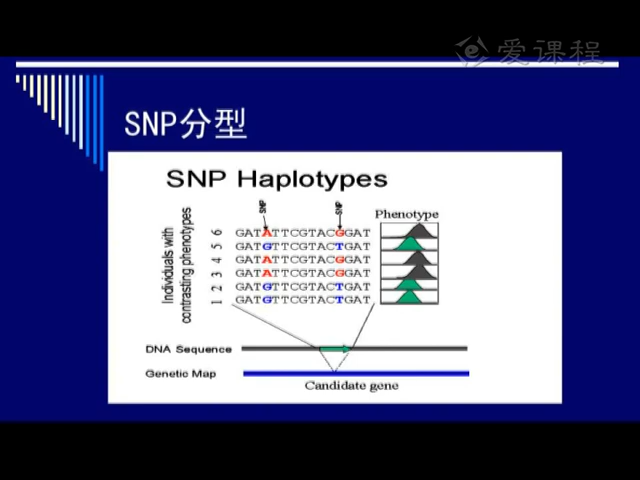 爱课程
SNP分型
SNP Haplotypes
SNP SNP
Phenotype
Individuals with
contrasting phenotypes
6 GATATTCGTACGGAT
5 GATGTTCGTACTGAT
4 GATATTCGTACGGAT
3 GATATTCGTACGGAT
2 GATGTTCGTACTGAT
1 GATGTTCGTACTGAT
DNA Sequence
Genetic Map
Candidate gene